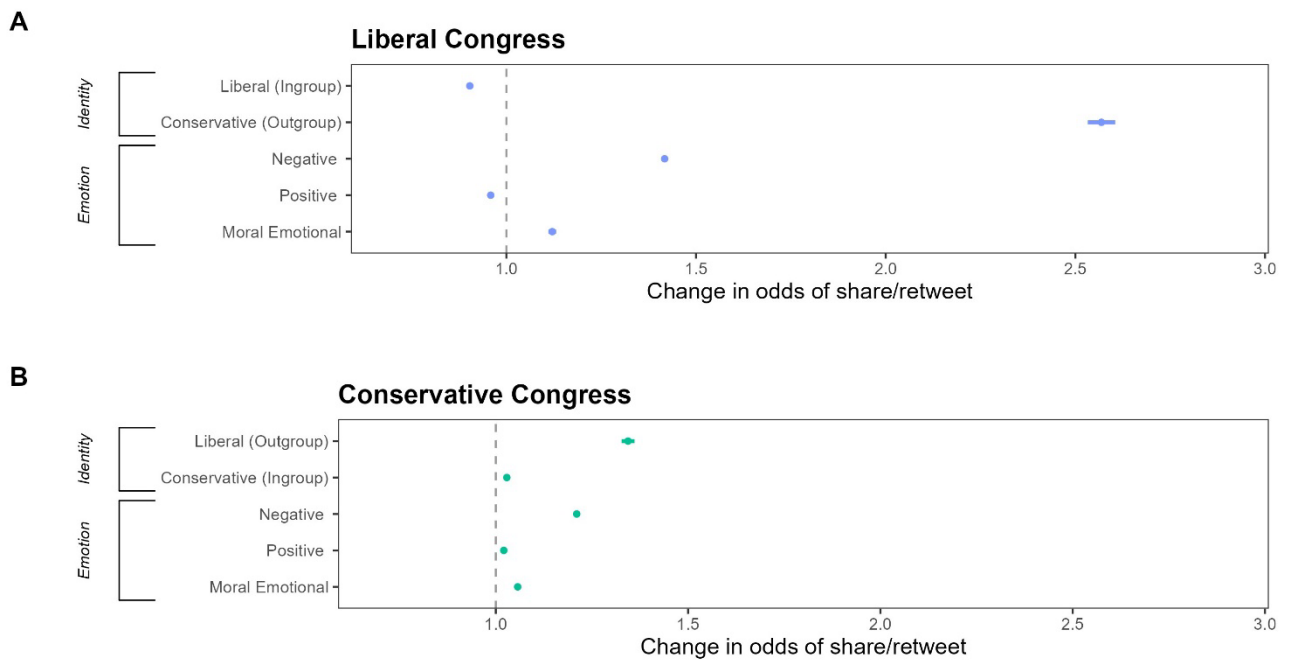 A
Liberal Congress
Identity
Liberal (Ingroup)
Conservative (Outgroup)
Emotion
Negative
Positive
Moral Emotional
1.0 1.5 2.0 2.5 3.0
Change in odds of share/retweet
B
Conservative Congress
Identity
Liberal (Outgroup)
Conservative (Ingroup)
Emotion
Negative
Positive
Moral Emotional
1.0 1.5 2.0 2.5 3.0
Change in odds of share/retweet